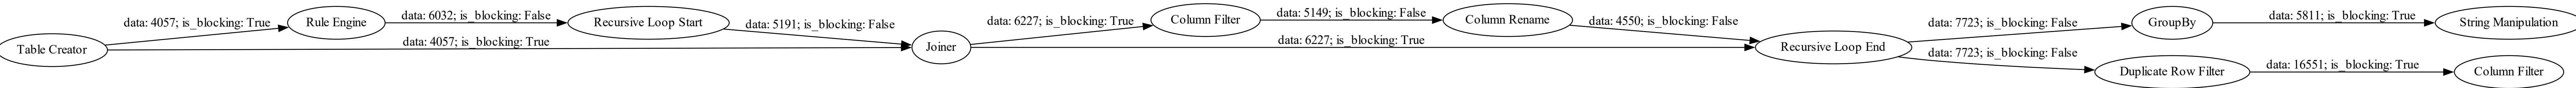 Table Creator
data: 4057; is_blocking: True
data: 4057; is_blocking: True
Rule Engine
data: 6032; is_blocking: False
Recursive Loop Start
data: 5191; is_blocking: False
Joiner
data: 6227; is_blocking: True
data: 6227; is_blocking: True
Column Filter
data: 5149; is_blocking: False
Column Rename
data: 4550; is_blocking: False
Recursive Loop End
data: 7723; is_blocking: False
data: 7723; is_blocking: False
GroupBy
data: 5811; is_blocking: True
String Manipulation
Duplicate Row Filter
data: 16551; is_blocking: True
Column Filter